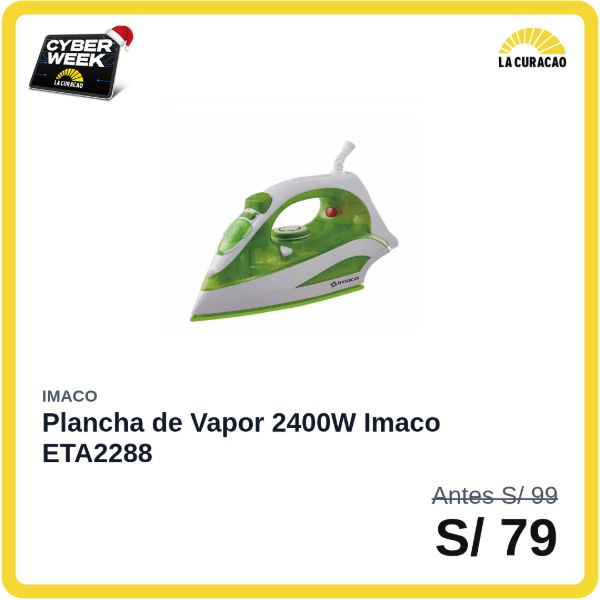 CYBER
WEEK
LA CURACAO
LA CURACAO
Imaco
IMACO
Plancha de Vapor 2400W Imaco
ETA2288
Antes S/ 99
S/ 79